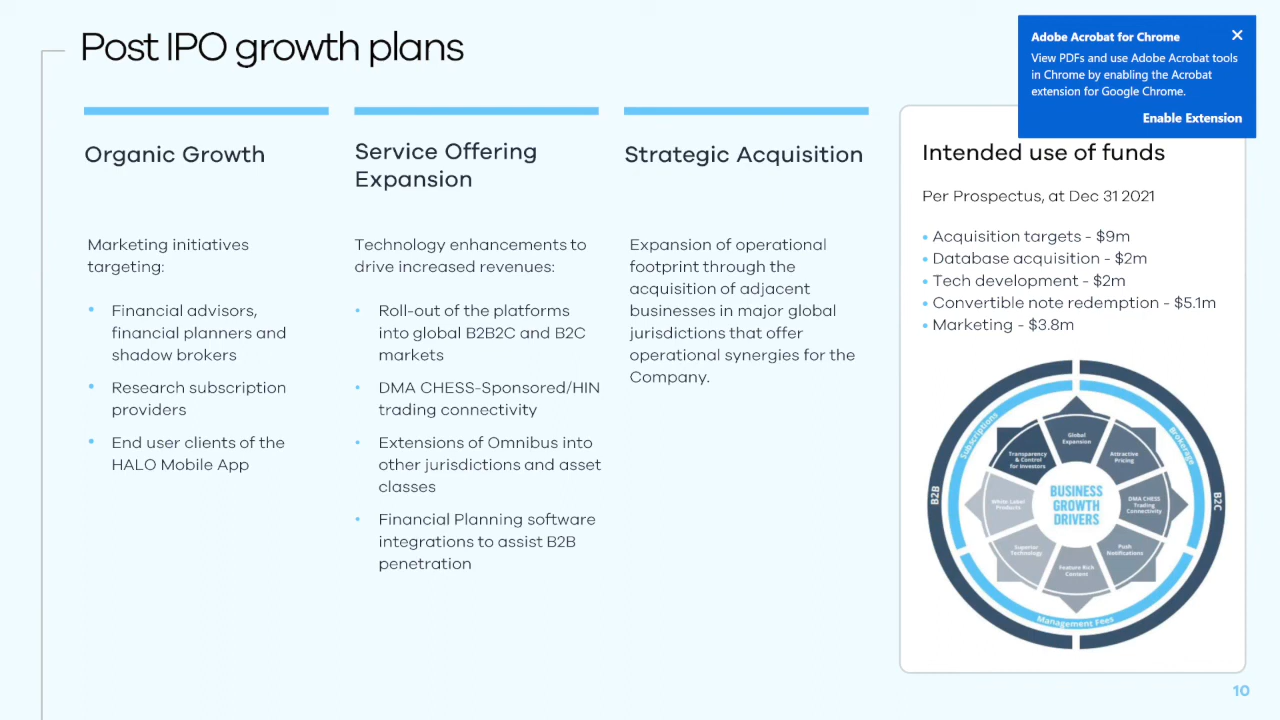 Post IPO growth plans
Adobe Acrobat for Chrome
View PDFs and use Adobe Acrobat tools
in Chrome by enabling the Acrobat
extension for Google Chrome.
Enable Extension
Organic Growth
Marketing initiatives
targeting:
• Financial advisors,
financial planners and
shadow brokers
• Research subscription
providers
• End user clients of the
HALO Mobile App
Service Offering
Expansion
Technology enhancements to
drive increased revenues:
• Roll-out of the platforms
into global B2B2C and B2C
markets
• DMA CHESS-Sponsored/HIN
trading connectivity
• Extensions of Omnibus into
other jurisdictions and asset
classes
• Financial Planning software
integrations to assist B2B
penetration
Strategic Acquisition
Expansion of operational
footprint through the
acquisition of adjacent
businesses in major global
jurisdictions that offer
operational synergies for the
Company.
Intended use of funds
Per Prospectus, at Dec 31 2021
• Acquisition targets - $9m
• Database acquisition - $2m
• Tech development - $2m
• Convertible note redemption - $5.1m
• Marketing - $3.8m
B2B
B2C
Subscriptions
Brokerage
Management Fees
Global
Expansion
Attractive
Pricing
DMA CHESS
Trading
Connectivity
Push
Notifications
Feature Rich
Content
Superior
Technology
White Label
Products
Transparency
& Control
for Investors
BUSINESS
GROWTH
DRIVERS
10